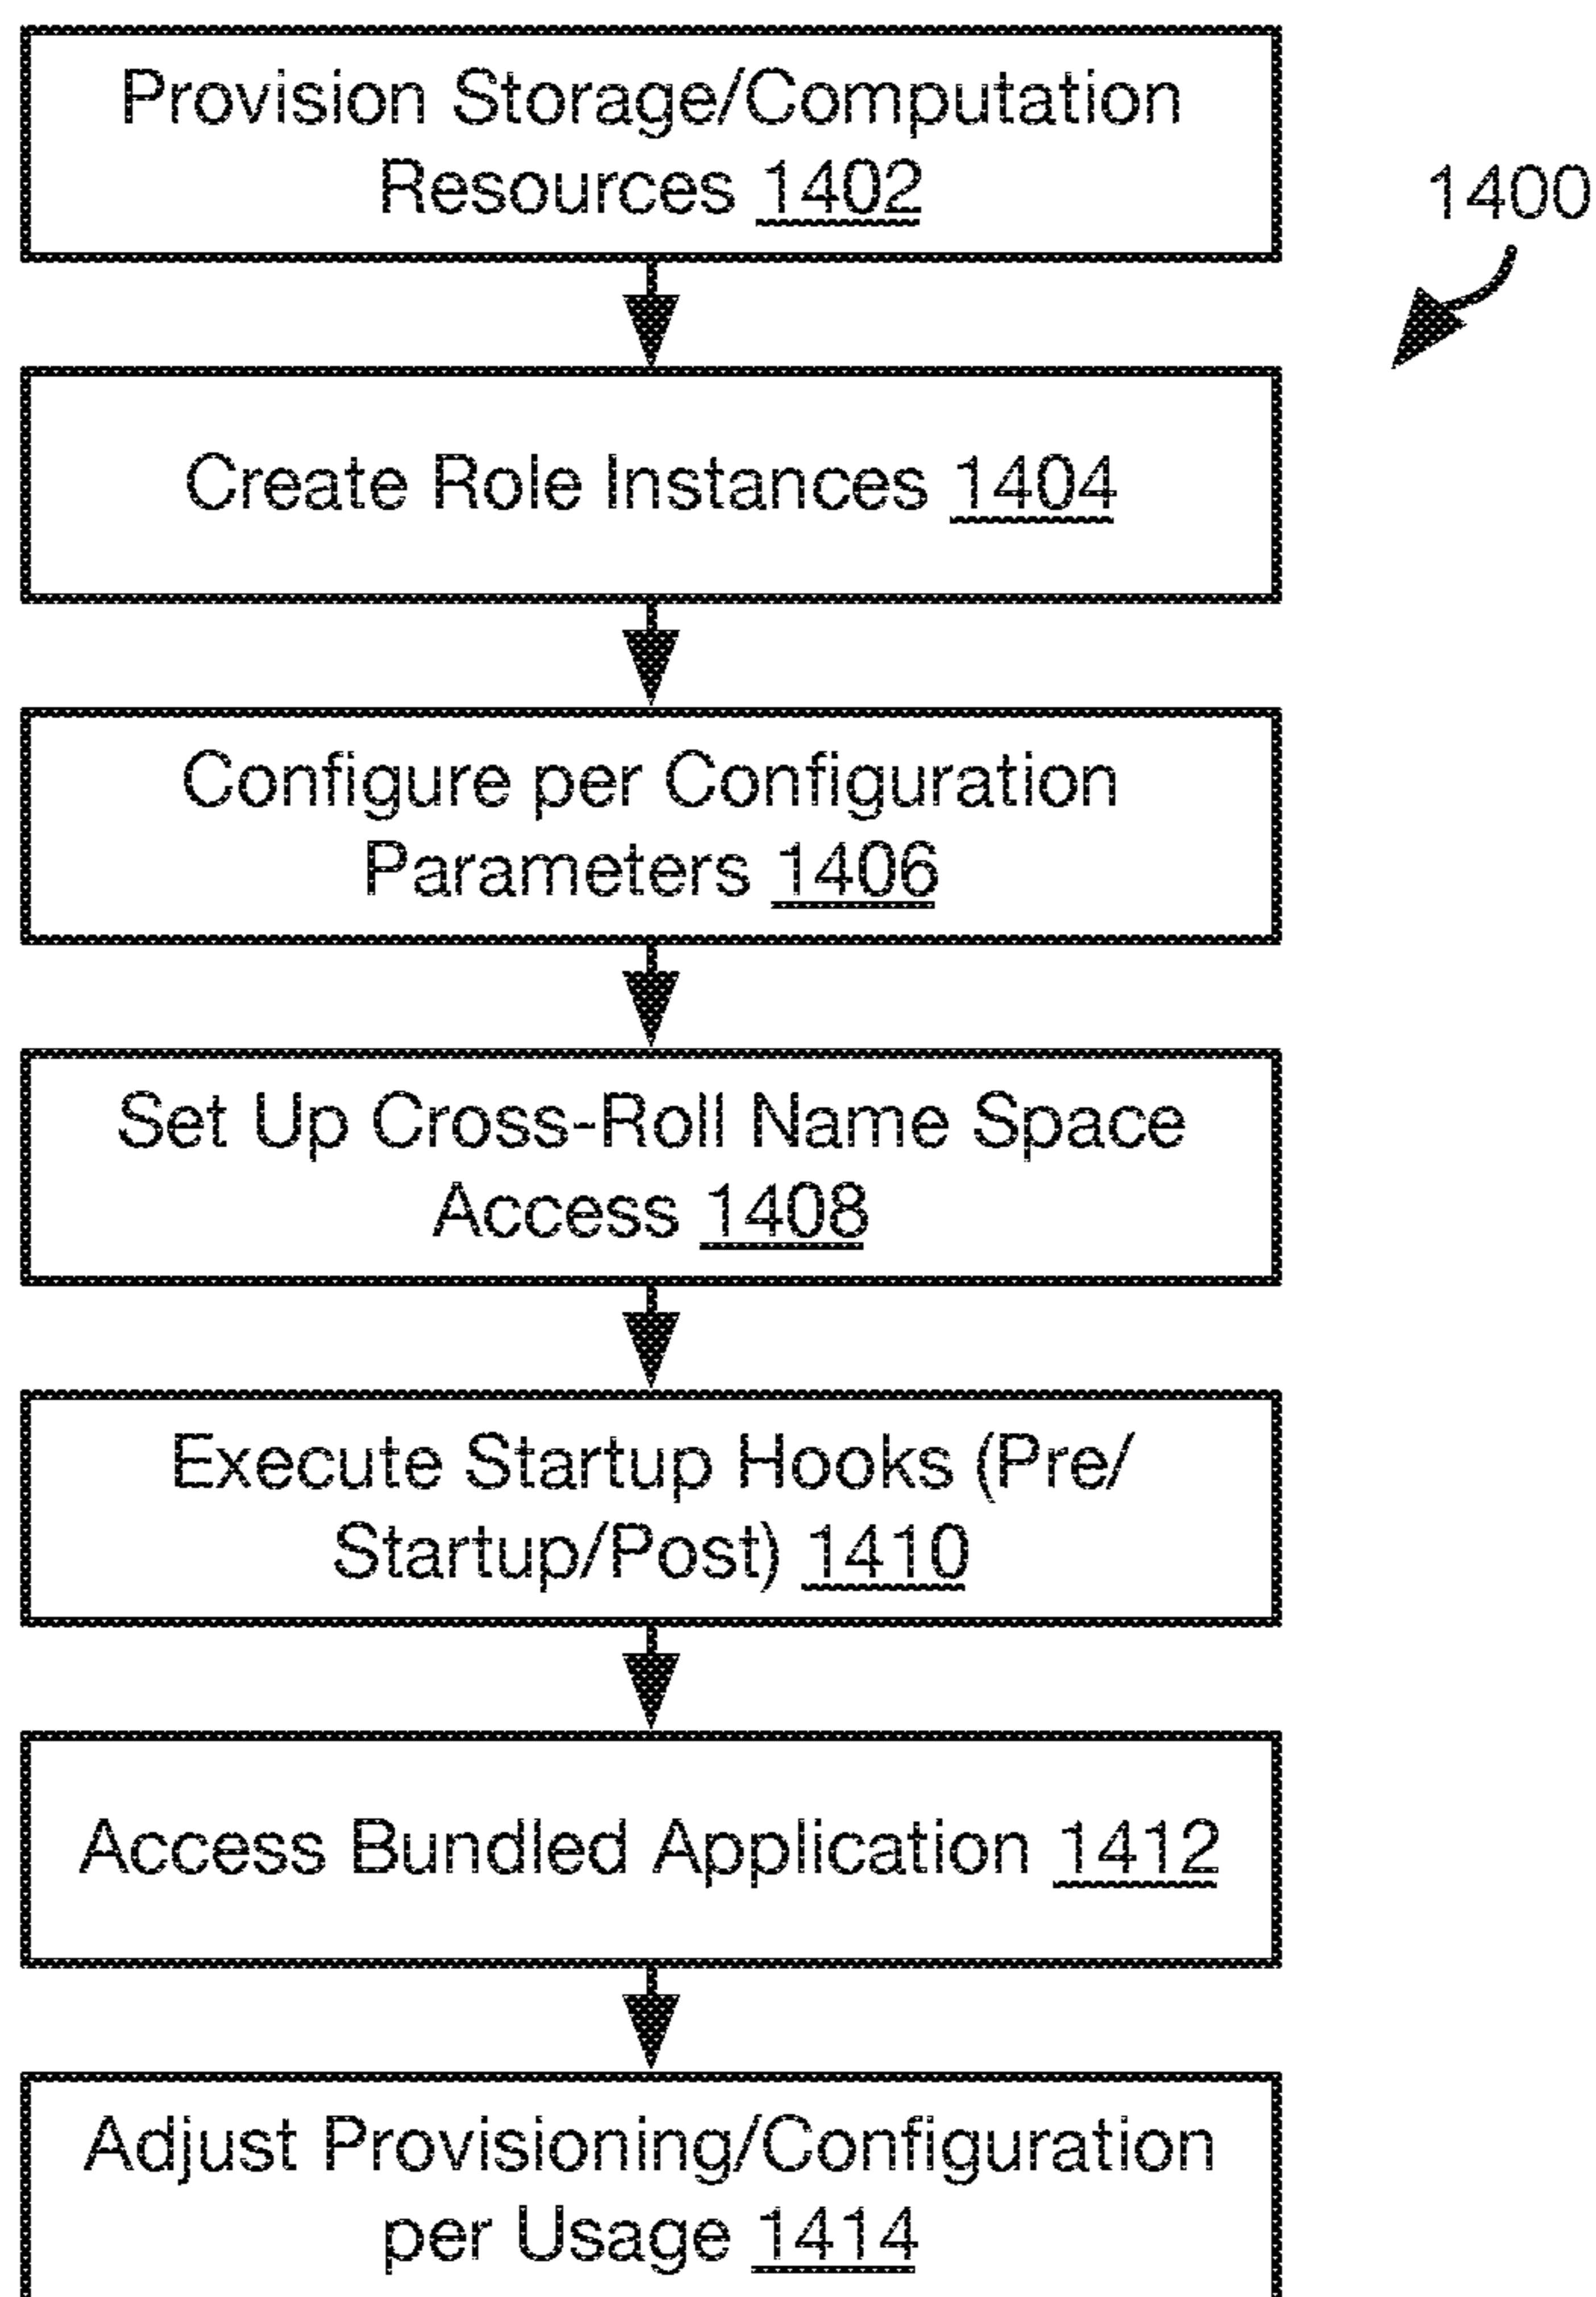 Provision Storage/Computation
Resources 1402
1400
Create Role Instances 1404
Configure per Configuration
Parameters 1406
Set Up Cross-Roll Name Space
Access 1408
Execute Startup Hooks (Pre/
Startup/Post) 1410
Access Bundled Application 1412
Adjust Provisioning/Configuration
per Usage 1414